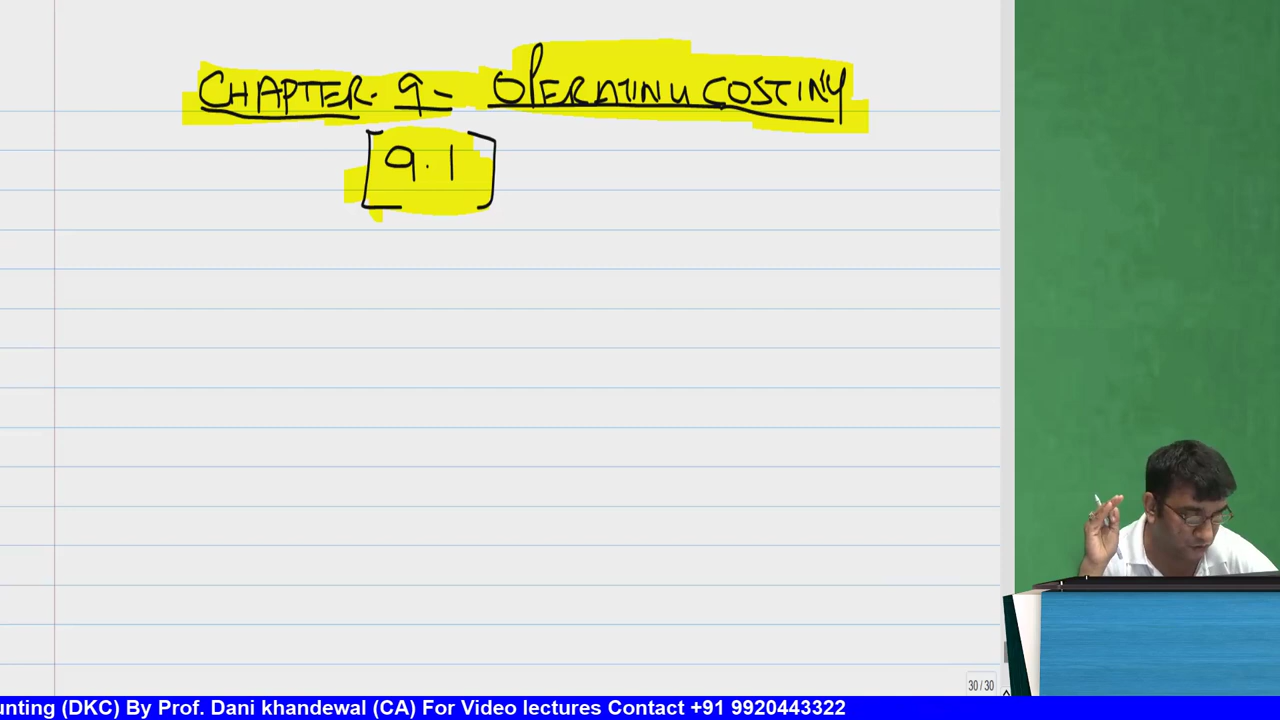 CHAPTER. 9 - OPERATING COSTING
[9.1]
30 / 30
unting (DKC) By Prof. Dani khandewal (CA) For Video lectures Contact +91 9920443322